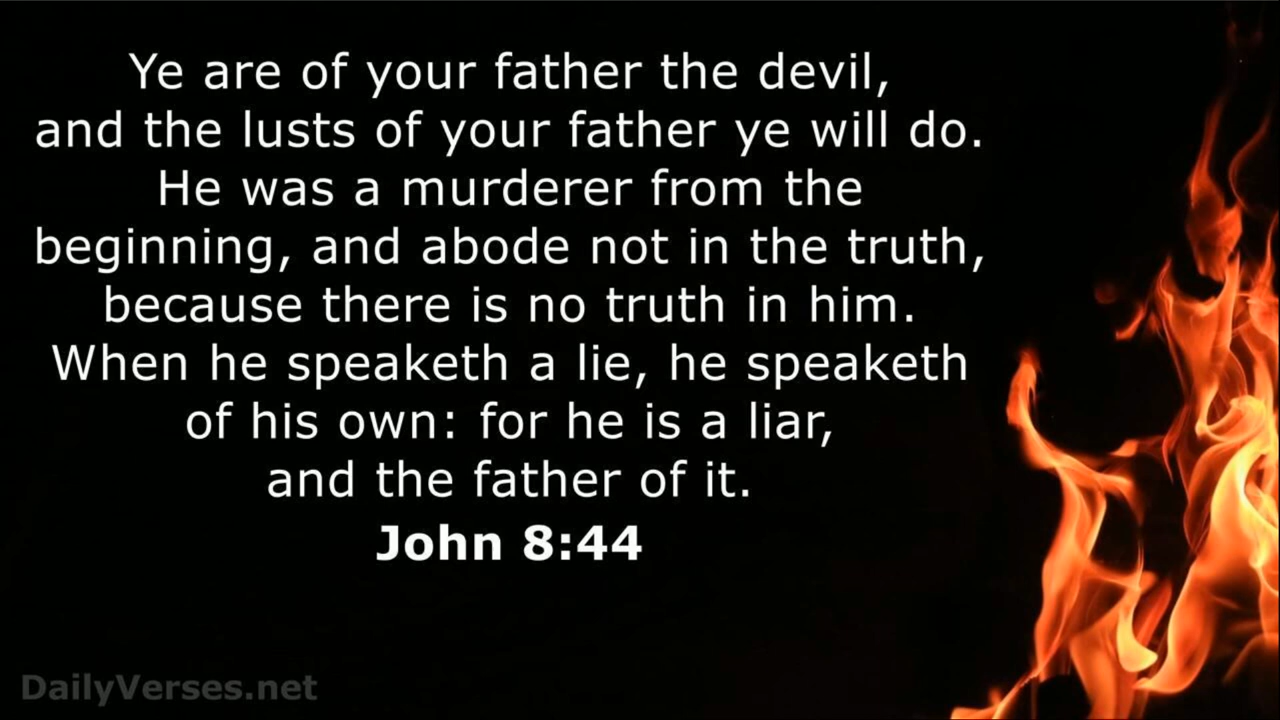 Ye are of your father the devil,
and the lusts of your father ye will do.
He was a murderer from the
beginning, and abode not in the truth,
because there is no truth in him.
When he speaketh a lie, he speaketh
of his own: for he is a liar,
and the father of it.
John 8:44
DailyVerses.net